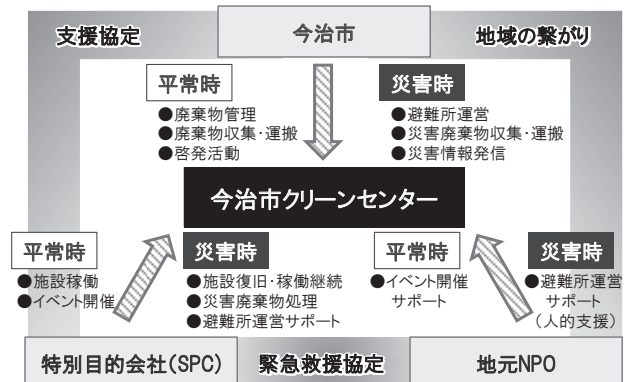 支援協定
今治市
地域の繋がり
平常時
●廃棄物管理
●廃棄物収集・運搬
●啓発活動
災害時
●避難所運営
●災害廃棄物収集・運搬
●災害情報発信
今治市クリーンセンター
平常時
●施設稼働
●イベント開催
災害時
●施設復旧・稼働継続
●災害廃棄物処理
●避難所運営サポート
平常時
●イベント開催
サポート
災害時
●避難所運営
サポート
(人的支援)
特別目的会社(SPC)
緊急救援協定
地元NPO